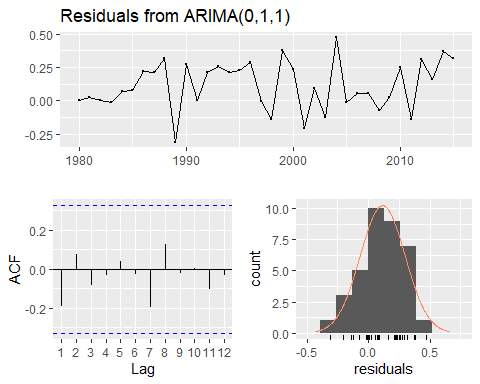 Residuals from ARIMA(0,1,1)
0.50
0.25
0.00
-0.25
1980 1990 2000 2010
ACF
0.2
0.0
-0.2
1 2 3 4 5 6 7 8 9 10 11 12
Lag
count
10.0
7.5
5.0
2.5
0.0
-0.5 0.0 0.5
residuals